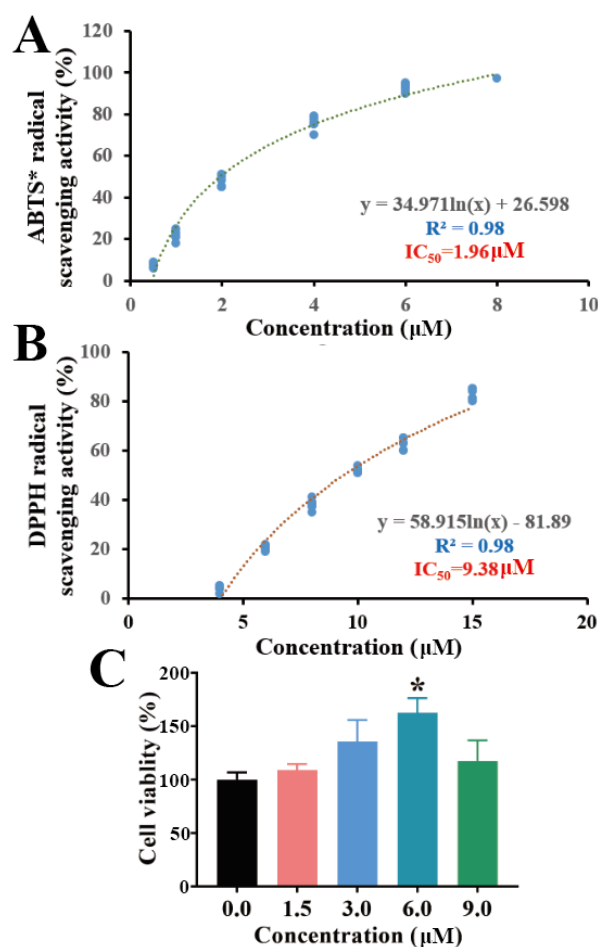 A
ABTS* radical
scavenging activity (%)
120
100
80
60
40
20
0
y = 34.971ln(x) + 26.598
R² = 0.98
IC₅₀=1.96μM
0 2 4 6 8 10
Concentration (μM)
B
DPPH radical
scavenging activity (%)
100
80
60
40
20
0
y = 58.915ln(x) - 81.89
R² = 0.98
IC₅₀=9.38μM
0 5 10 15 20
Concentration (μM)
C
Cell viablity (%)
200
150
100
50
0
*
0.0 1.5 3.0 6.0 9.0
Concentration (μM)